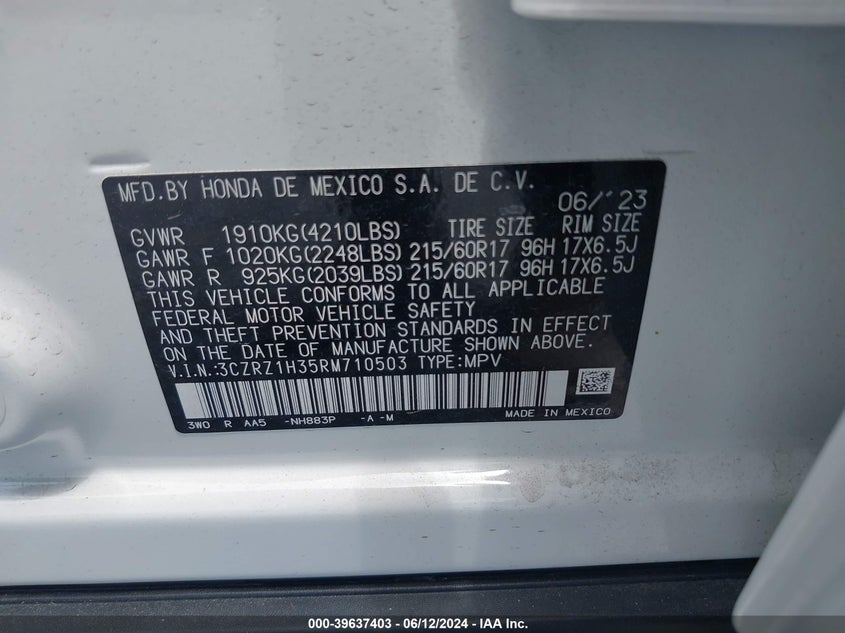 MFD.BY HONDA DE MEXICO S.A. DE C.V. 06/'23
GVWR 1910KG(4210LBS) TIRE SIZE RIM SIZE
GAWR F 1020KG(2248LBS) 215/60R17 96H 17X6.5J
GAWR R 925KG(2039LBS) 215/60R17 96H 17X6.5J
THIS VEHICLE CONFORMS TO ALL APPLICABLE
FEDERAL MOTOR VEHICLE SAFETY
AND THEFT PREVENTION STANDARDS IN EFFECT
ON THE DATE OF MANUFACTURE SHOWN ABOVE.
V.I.N.:3CZRZ1H35RM710503 TYPE:MPV
3W0 R AA5 -NH883P -A -M MADE IN MEXICO
000-39637403 - 06/12/2024 - IAA Inc.